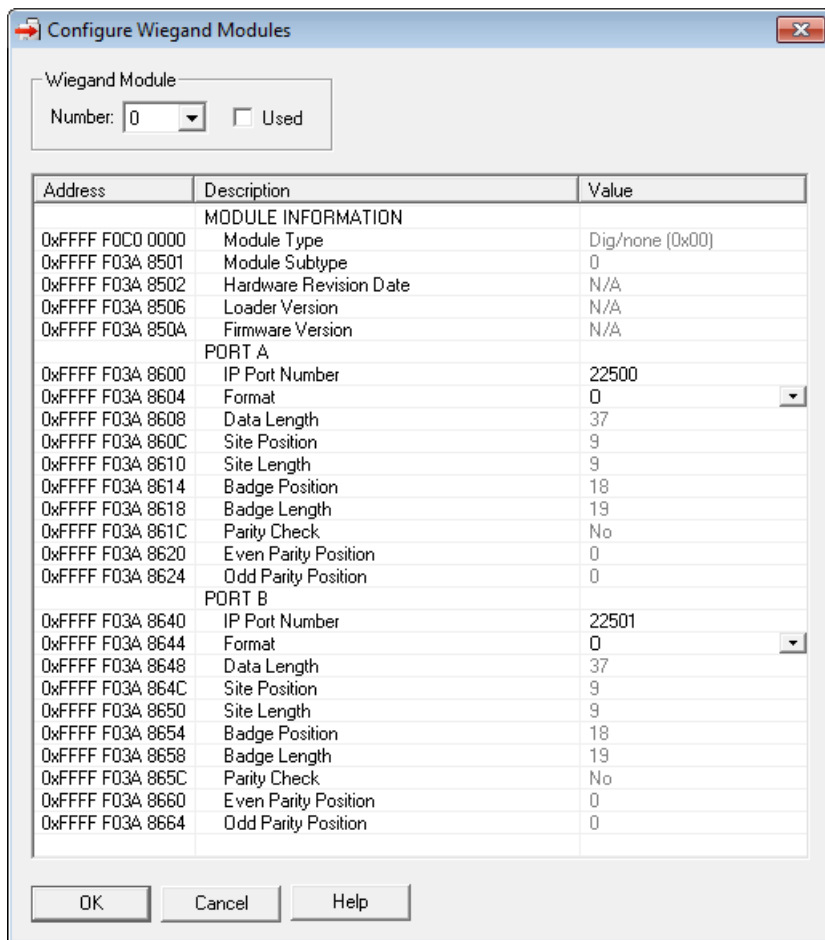 Configure Wiegand Modules
Wiegand Module
Number: 0 Used
Address Description Value
MODULE INFORMATION
0xFFFF F0C0 0000 Module Type Dig/none (0x00)
0xFFFF F03A 8501 Module Subtype 0
0xFFFF F03A 8502 Hardware Revision Date N/A
0xFFFF F03A 8506 Loader Version N/A
0xFFFF F03A 850A Firmware Version N/A
PORT A
0xFFFF F03A 8600 IP Port Number 22500
0xFFFF F03A 8604 Format O
0xFFFF F03A 8608 Data Length 37
0xFFFF F03A 860C Site Position 9
0xFFFF F03A 8610 Site Length 9
0xFFFF F03A 8614 Badge Position 18
0xFFFF F03A 8618 Badge Length 19
0xFFFF F03A 861C Parity Check No
0xFFFF F03A 8620 Even Parity Position 0
0xFFFF F03A 8624 Odd Parity Position 0
PORT B
0xFFFF F03A 8640 IP Port Number 22501
0xFFFF F03A 8644 Format O
0xFFFF F03A 8648 Data Length 37
0xFFFF F03A 864C Site Position 9
0xFFFF F03A 8650 Site Length 9
0xFFFF F03A 8654 Badge Position 18
0xFFFF F03A 8658 Badge Length 19
0xFFFF F03A 865C Parity Check No
0xFFFF F03A 8660 Even Parity Position 0
0xFFFF F03A 8664 Odd Parity Position 0
OK Cancel Help